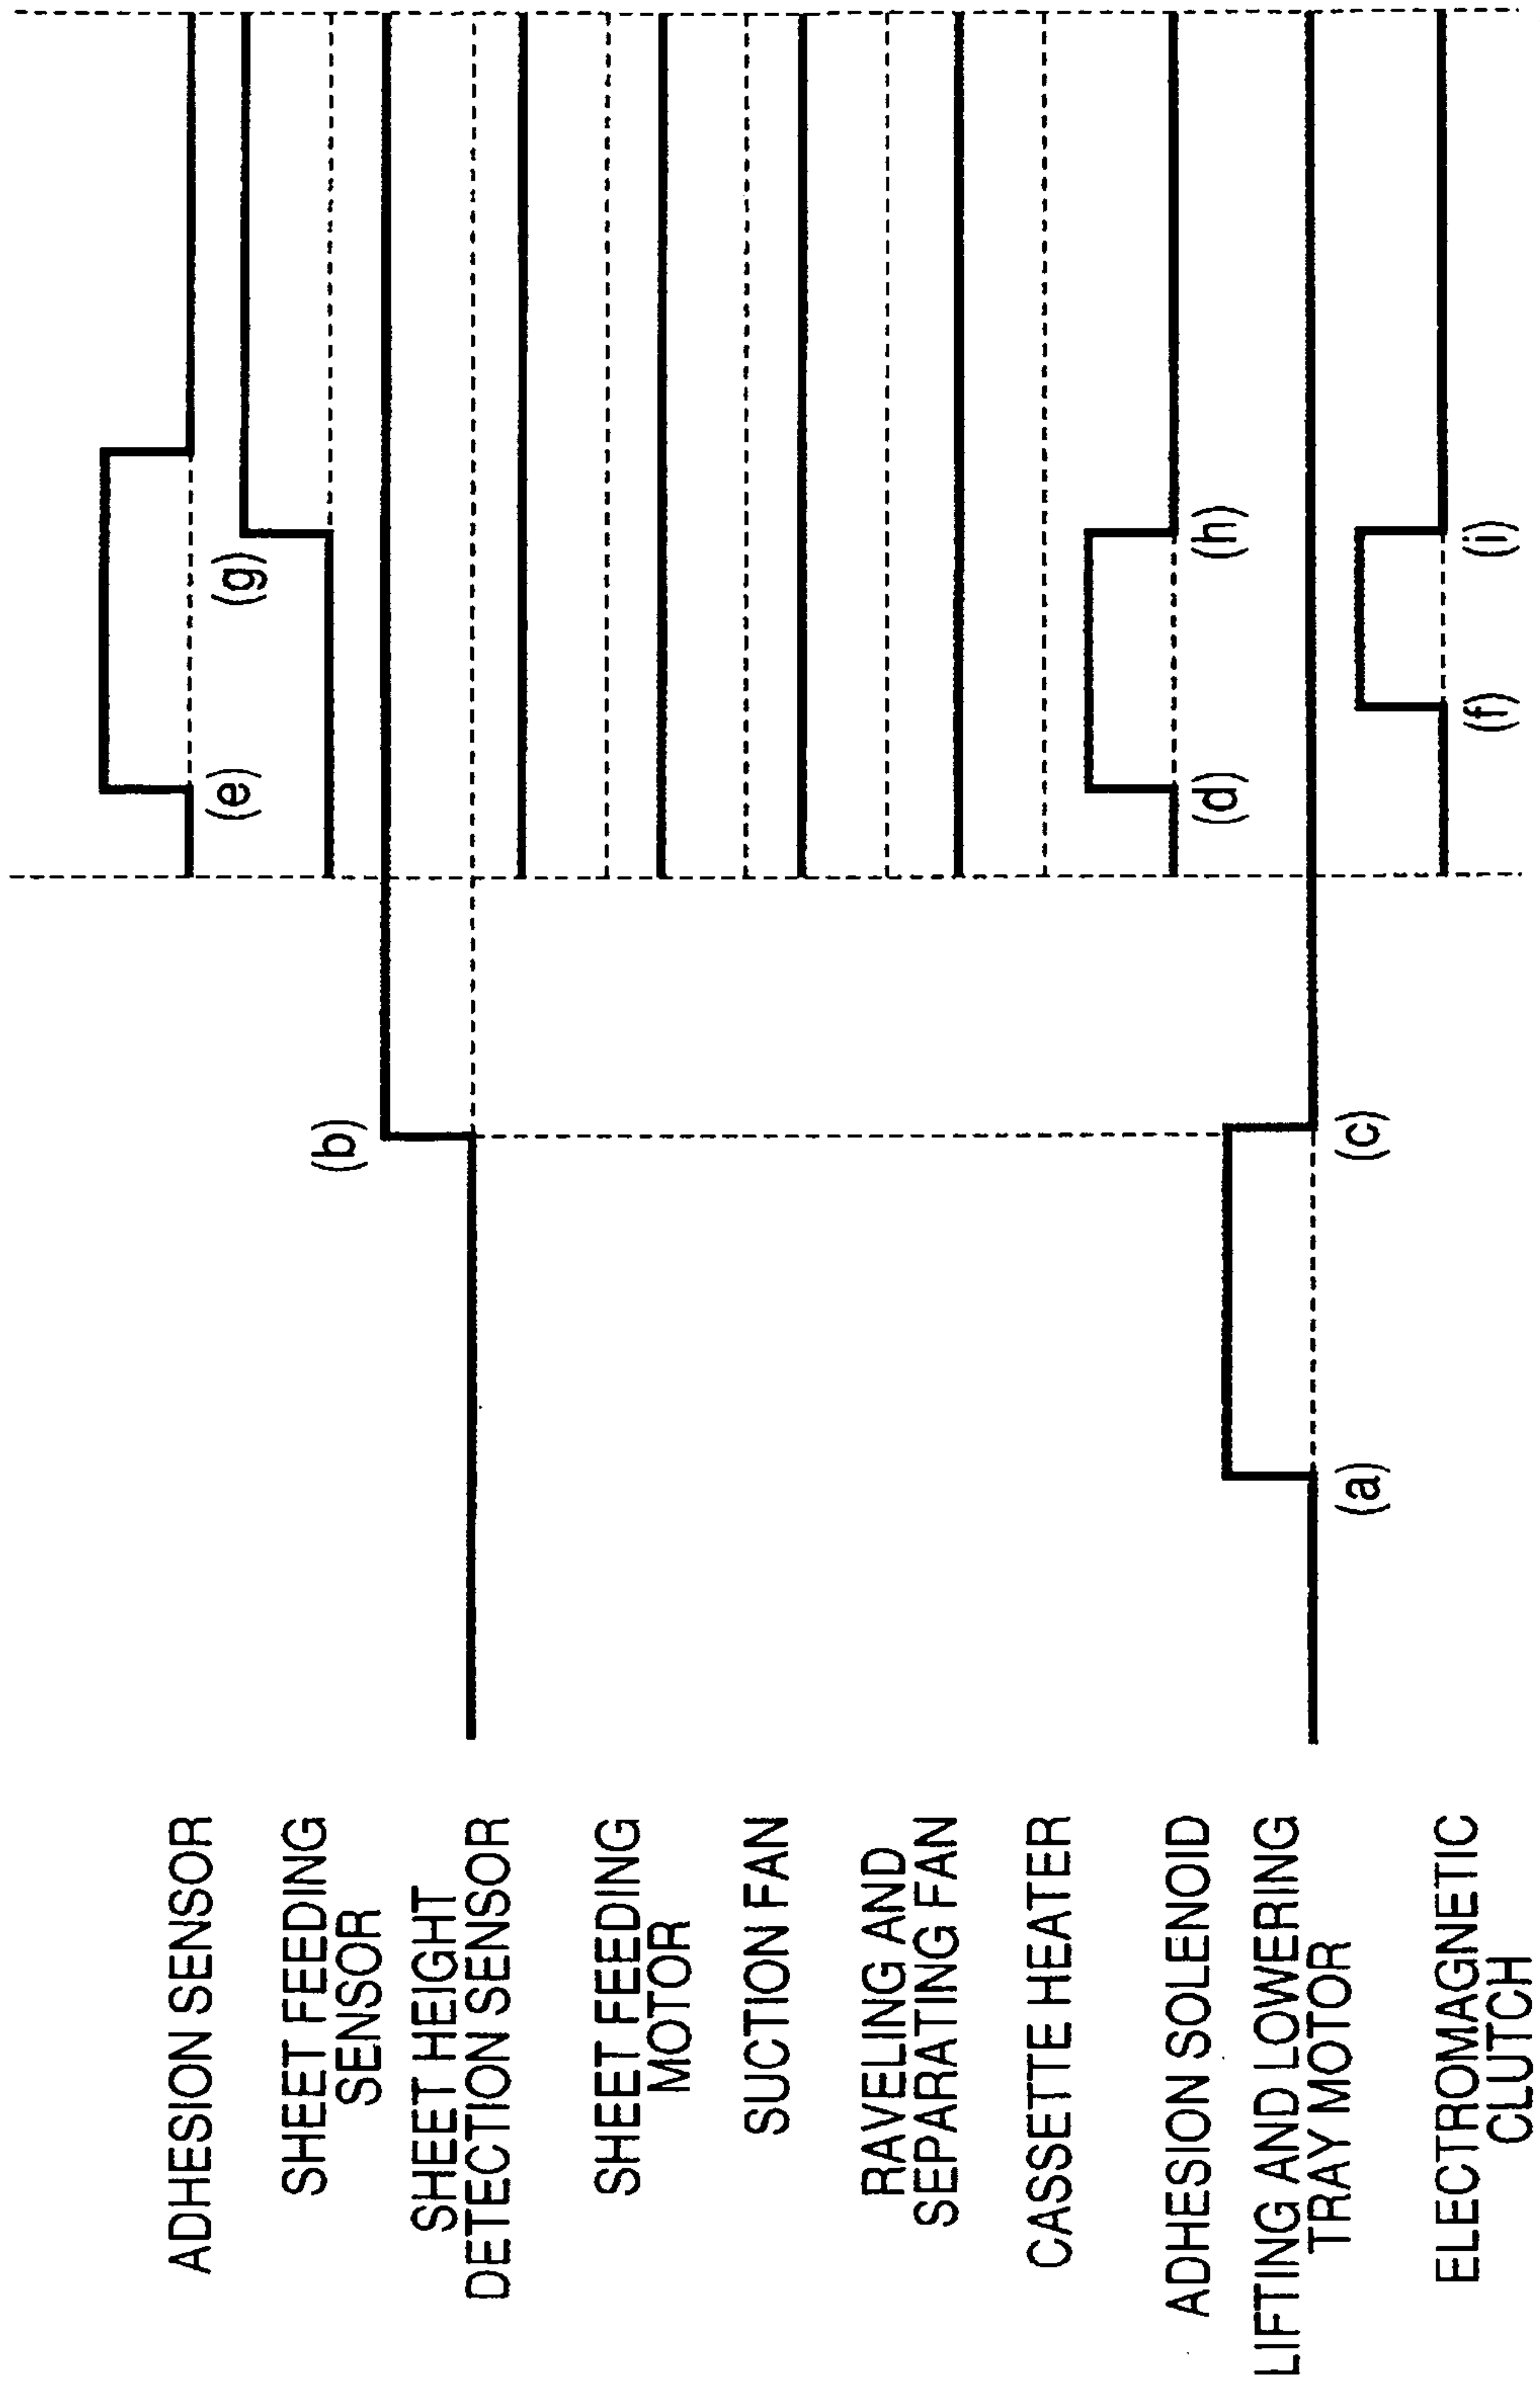 ADHESION SENSOR
(e)
SHEET FEEDING
SENSOR
(g)
SHEET HEIGHT
DETECTION SENSOR
(b)
SHEET FEEDING
MOTOR
SUCTION FAN
RAVELING AND
SEPARATING FAN
CASSETTE HEATER
ADHESION SOLENOID
(d)
(h)
LIFTING AND LOWERING
TRAY MOTOR
(a)
(c)
ELECTROMAGNETIC
CLUTCH
(f)
(i)